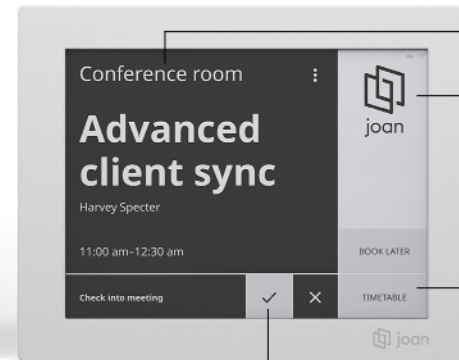 Conference room
joan
Advanced
client sync
Harvey Specter
11:00 am–12:30 am
BOOK LATER
Check into meeting
TIMETABLE
joan